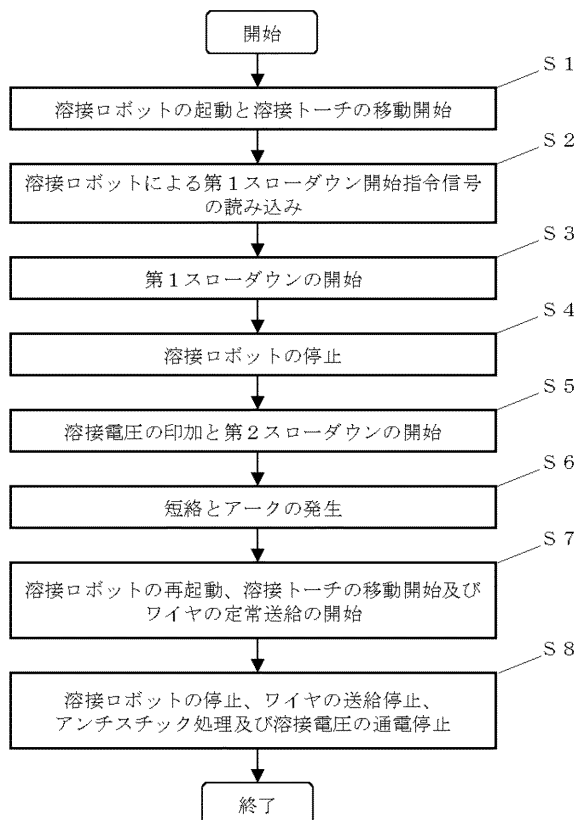 開始
S1
溶接ロボットの起動と溶接トーチの移動開始
S2
溶接ロボットによる第1スローダウン開始指令信号
の読み込み
S3
第1スローダウンの開始
S4
溶接ロボットの停止
S5
溶接電圧の印加と第2スローダウンの開始
S6
短絡とアークの発生
S7
溶接ロボットの再起動、溶接トーチの移動開始及び
ワイヤの定常送給の開始
S8
溶接ロボットの停止、ワイヤの送給停止、
アンチスチック処理及び溶接電圧の通電停止
終了